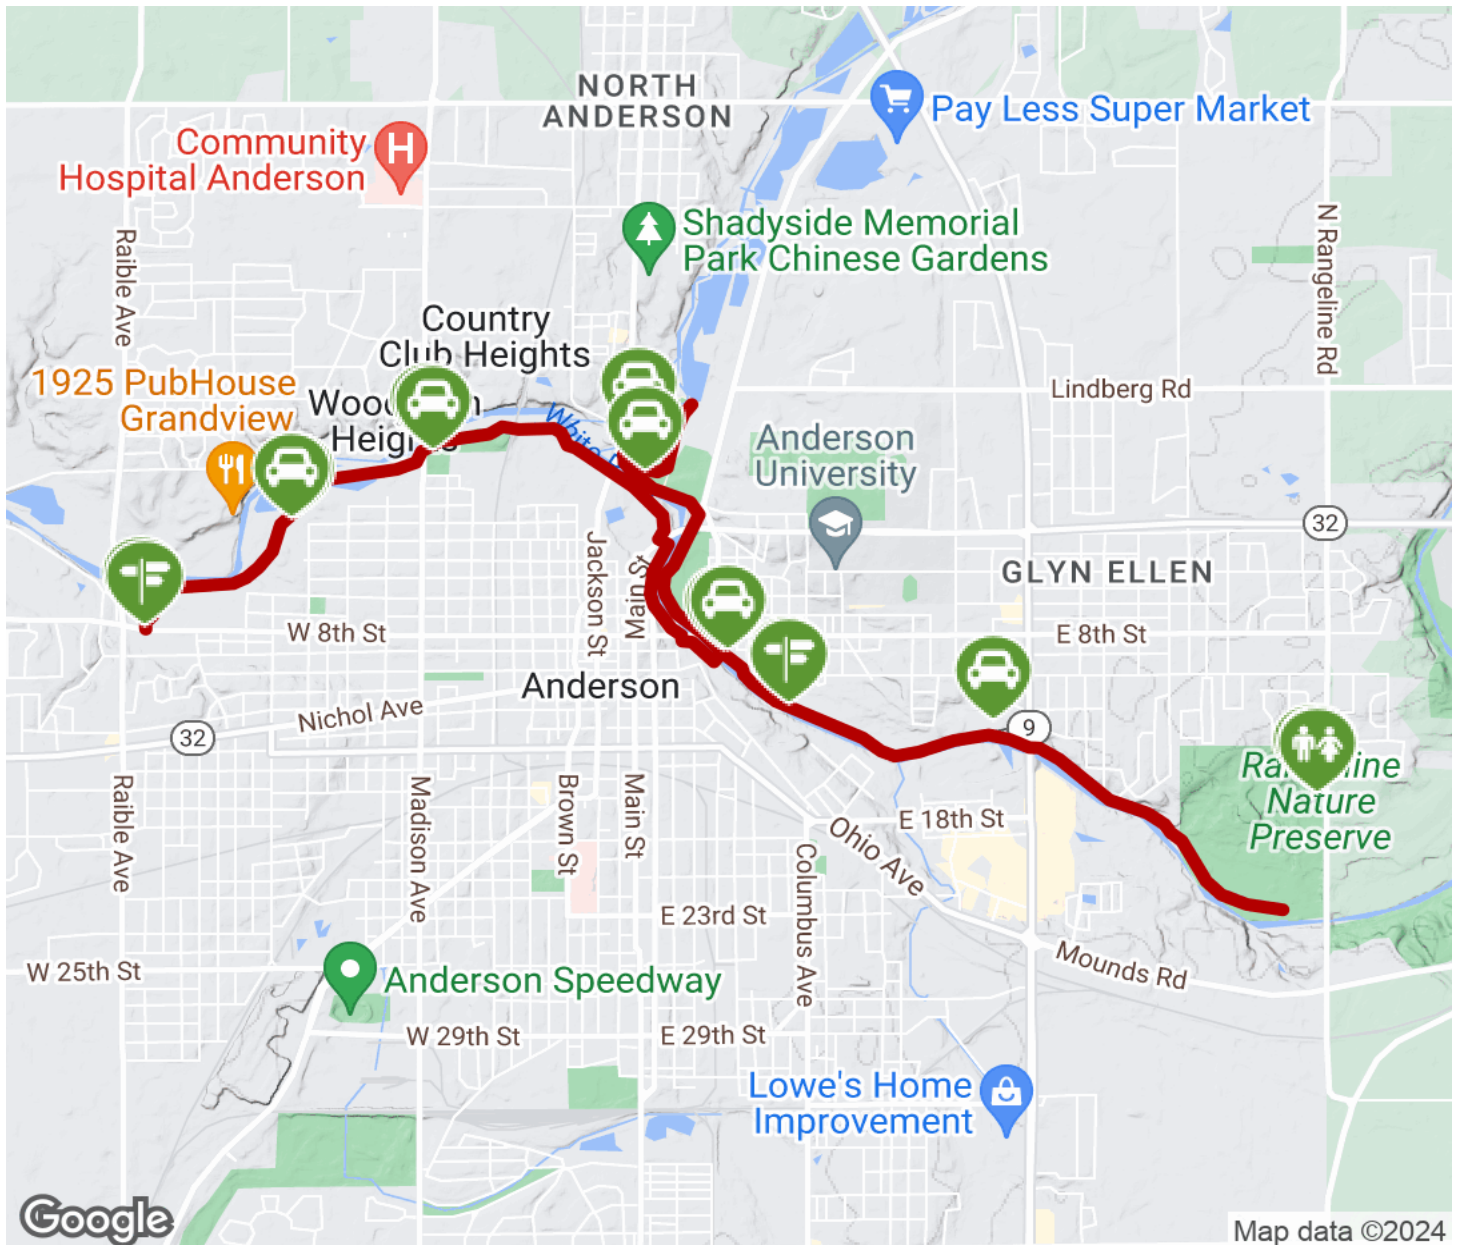 NORTH
ANDERSON
Pay Less Super Market
Community
Hospital Anderson
H
Shadyside Memorial
Park Chinese Gardens
Raible Ave
N Rangeline Rd
Country
Club Heights
1925 PubHouse
Grandview
Heights
White
Lindberg Rd
Anderson
University
32
Jackson St
Main St
GLYN ELLEN
W 8th St
E 8th St
Anderson
Nichol Ave
32
9
Nature
Preserve
Raible Ave
Madison Ave
Brown St
Main St
E 18th St
Ohio Ave
Columbus Ave
E 23rd St
Mounds Rd
W 25th St
Anderson Speedway
W 29th St
E 29th St
Lowe's Home
Improvement
Google
Map data ©2024